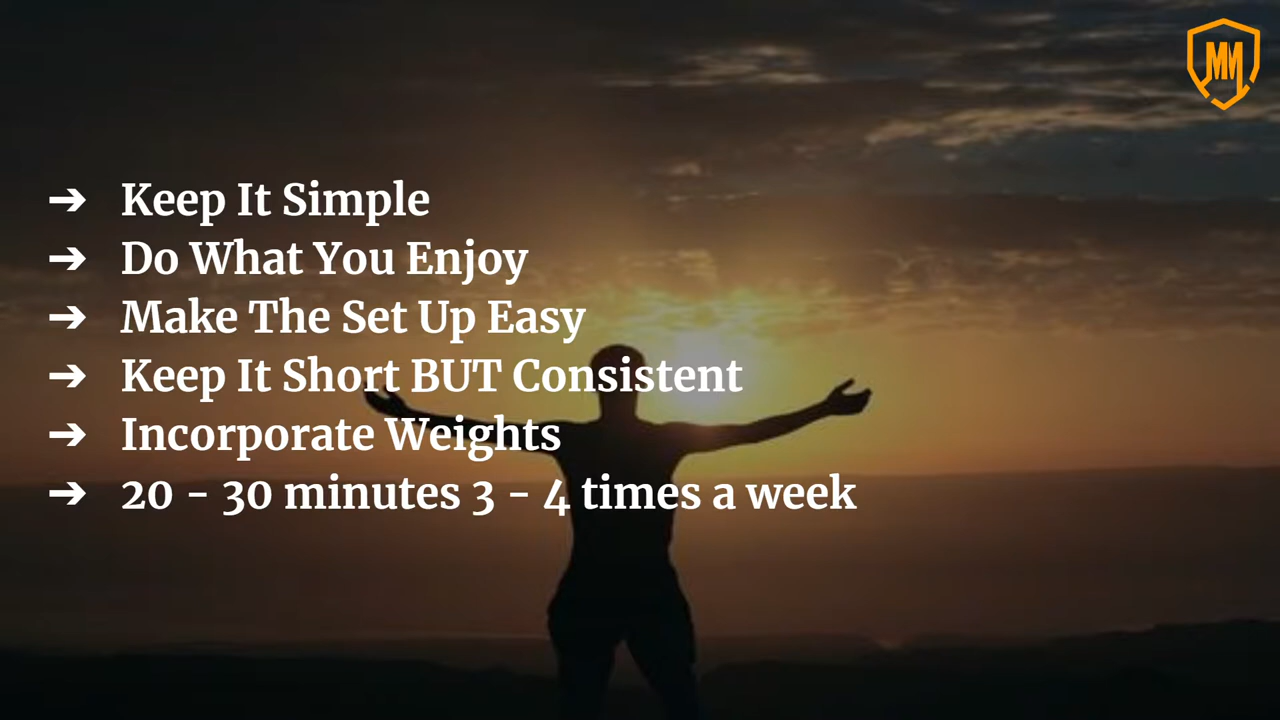 MM
➔ Keep It Simple
➔ Do What You Enjoy
➔ Make The Set Up Easy
➔ Keep It Short BUT Consistent
➔ Incorporate Weights
➔ 20 - 30 minutes 3 - 4 times a week